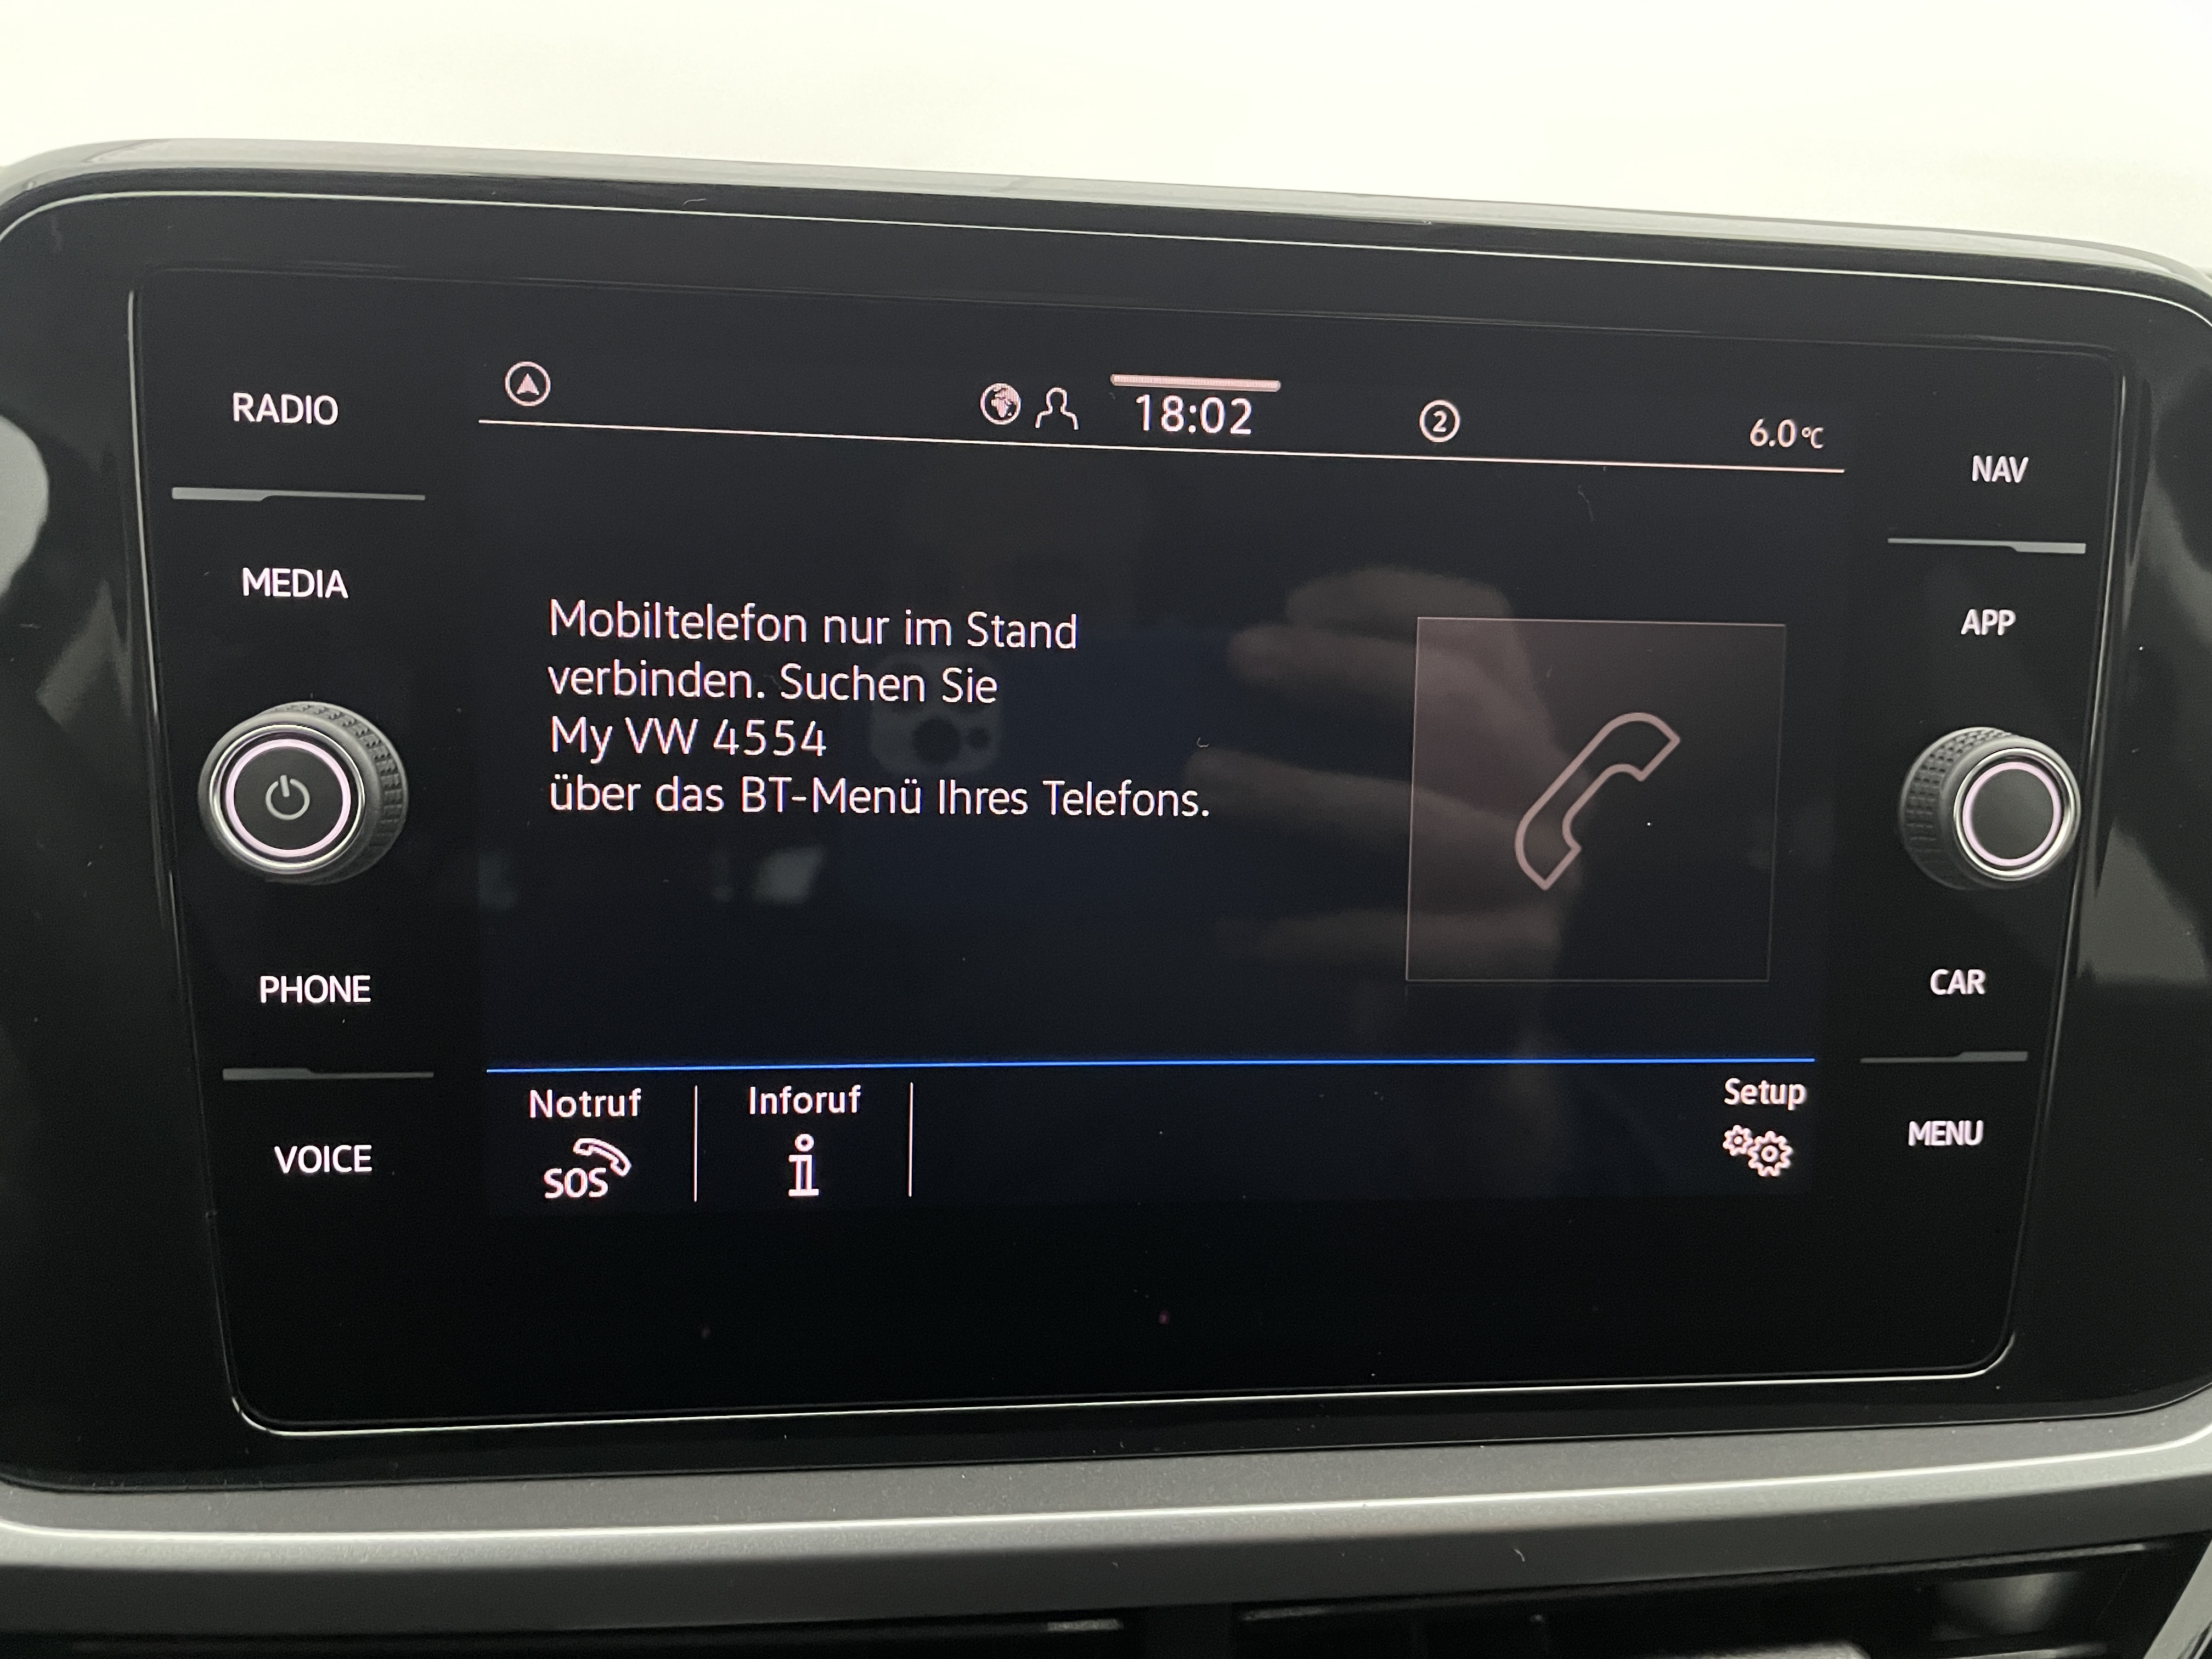 RADIO
MEDIA
PHONE
VOICE
18:02
2
6.0°C
Mobiltelefon nur im Stand
verbinden. Suchen Sie
My VW 4554
über das BT-Menü Ihres Telefons.
Notruf
SOS
Inforuf
i
Setup
NAV
APP
CAR
MENU